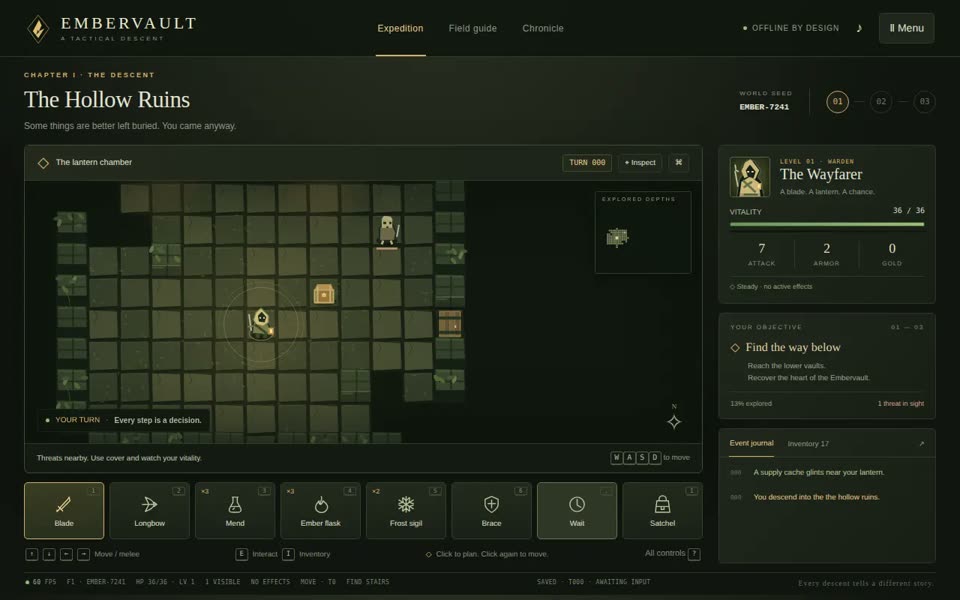 EMBERVAULT
A TACTICAL DESCENT
Expedition
Field guide
Chronicle
OFFLINE BY DESIGN
♪
Ⅱ Menu
CHAPTER I · THE DESCENT
The Hollow Ruins
Some things are better left buried. You came anyway.
WORLD SEED
EMBER-7241
01
02
03
The lantern chamber
TURN 000
⌖ Inspect
⌘
EXPLORED DEPTHS
YOUR TURN · Every step is a decision.
N
Threats nearby. Use cover and watch your vitality.
W A S D to move
LEVEL 01 · WARDEN
The Wayfarer
A blade. A lantern. A chance.
VITALITY 36 / 36
7 2 0
ATTACK ARMOR GOLD
◇ Steady · no active effects
YOUR OBJECTIVE 01 — 03
◇ Find the way below
Reach the lower vaults.
Recover the heart of the Embervault.
13% explored 1 threat in sight
Event journal Inventory 17 ↗
000 A supply cache glints near your lantern.
000 You descend into the the hollow ruins.
1
Blade
2
Longbow
×3 3
Mend
×3 4
Ember flask
×2 5
Frost sigil
6
Brace
.
Wait
I
Satchel
↑ ↓ ← → Move / melee
E Interact I Inventory
◇ Click to plan. Click again to move.
All controls ?
60 FPS F1 · EMBER-7241 HP 36/36 · LV 1 1 VISIBLE NO EFFECTS MOVE · T0 FIND STAIRS
SAVED · T000 · AWAITING INPUT
Every descent tells a different story.